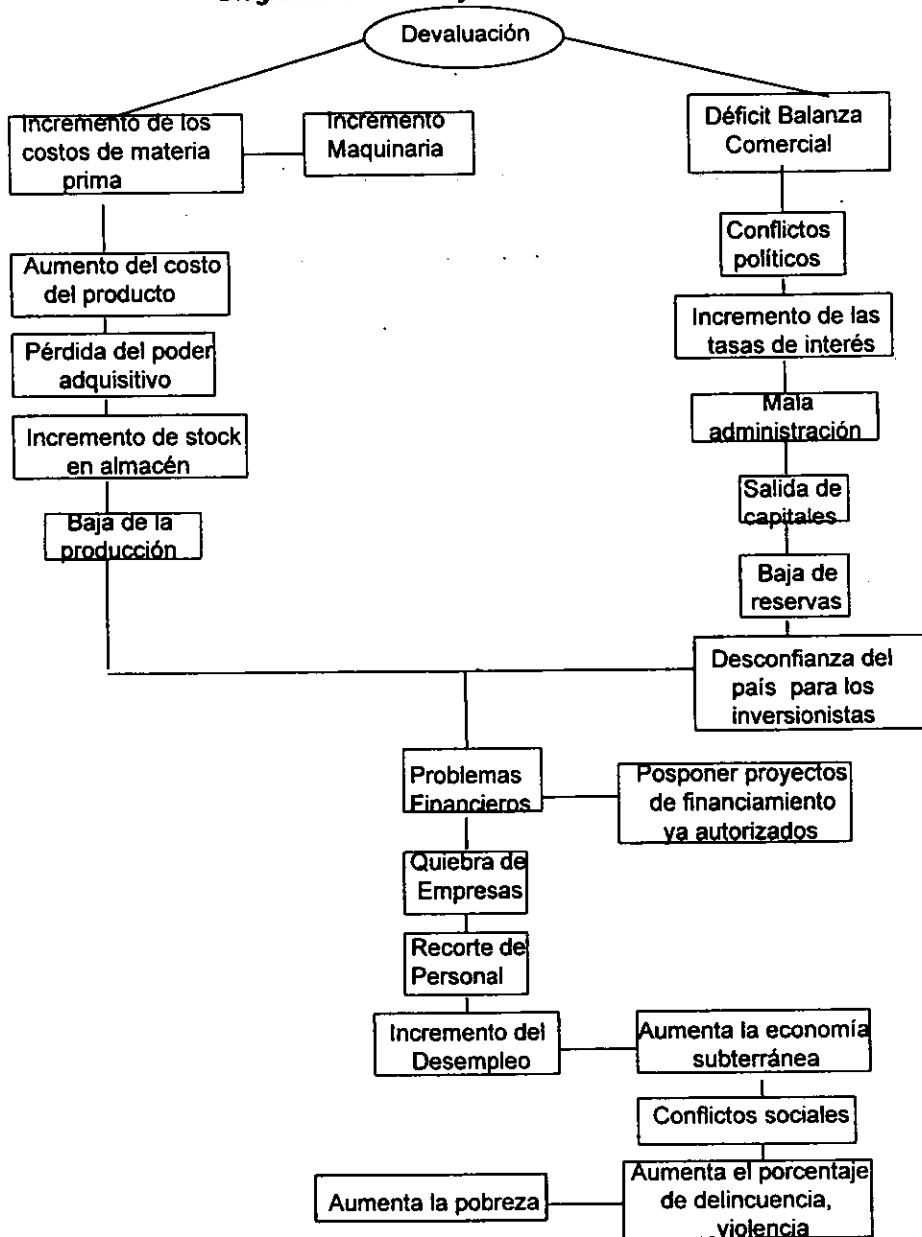 Devaluación
Incremento de los
costos de materia
prima
Incremento
Maquinaria
Déficit Balanza
Comercial
Conflictos
políticos
Aumento del costo
del producto
Incremento de las
tasas de interés
Pérdida del poder
adquisitivo
Mala
administración
Incremento de stock
en almacén
Salida de
capitales
Baja de la
producción
Baja de
reservas
Desconfianza del
país para los
inversionistas
Problemas
Financieros
Posponer proyectos
de financiamiento
ya autorizados
Quiebra de
Empresas
Recorte de
Personal
Incremento del
Desempleo
Aumenta la economía
subterránea
Conflictos sociales
Aumenta el porcentaje
de delincuencia,
violencia
Aumenta la pobreza